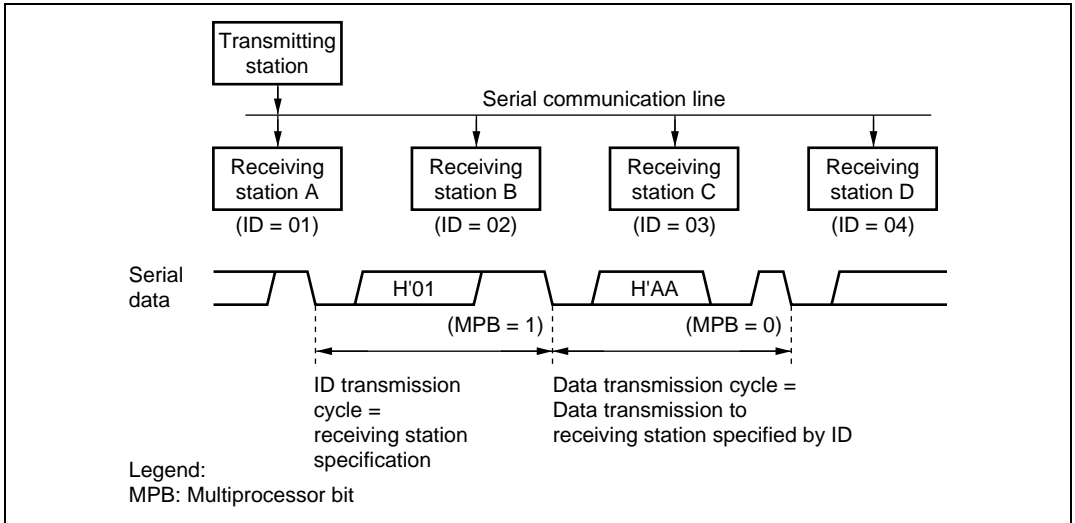 Transmitting
station
Serial communication line
Receiving
station A
(ID = 01)
Receiving
station B
(ID = 02)
Receiving
station C
(ID = 03)
Receiving
station D
(ID = 04)
Serial
data
H'01
H'AA
(MPB = 1)
(MPB = 0)
ID transmission
cycle =
receiving station
specification
Data transmission cycle =
Data transmission to
receiving station specified by ID
Legend:
MPB: Multiprocessor bit